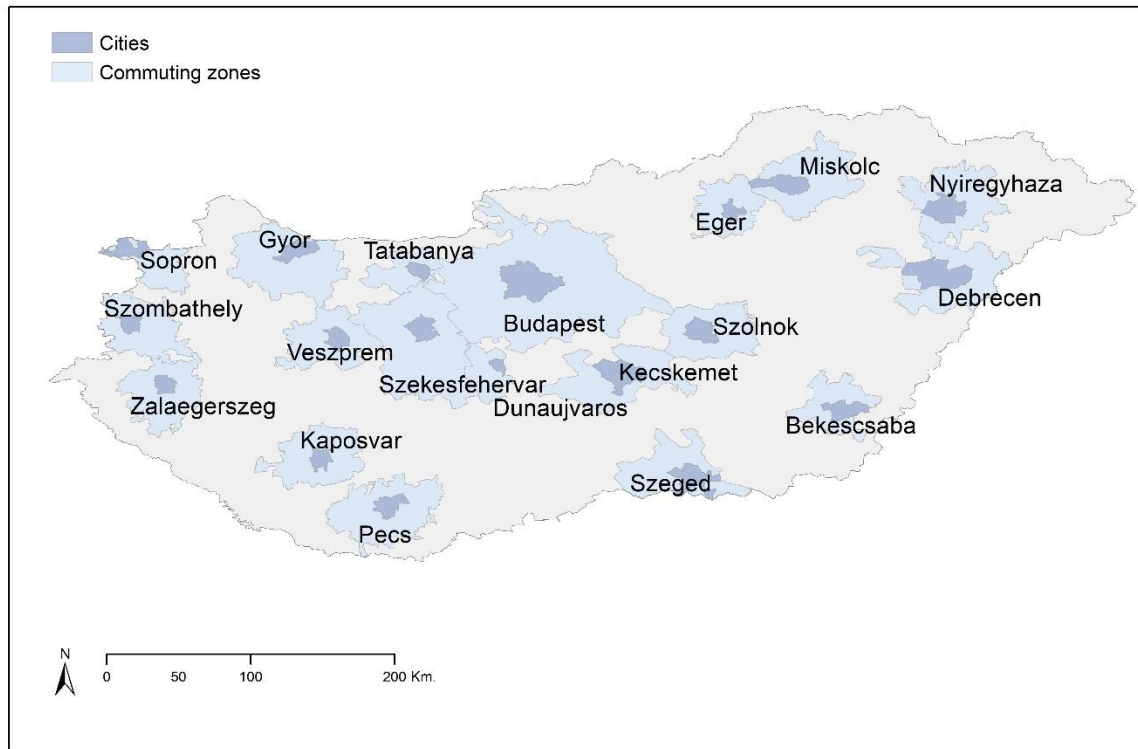 Cities
Commuting zones
Miskolc
Nyiregyhaza
Eger
Gyor
Tatabanya
Sopron
Debrecen
Szombathely
Budapest
Szolnok
Veszprem
Kecskemet
Szekesfehervar
Dunaujvaros
Zalaegerszeg
Bekescsaba
Kaposvar
Szeged
Pecs
N
0 50 100 200 Km.